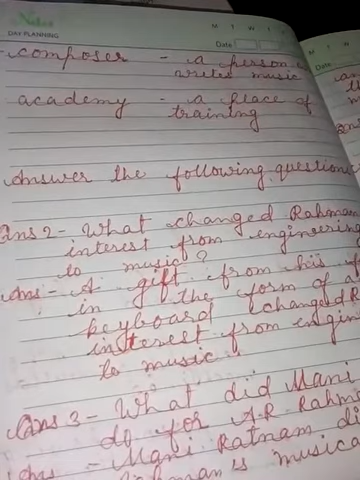 Notes
DAY PLANNING
M T W T F
Date
- composer - a person
writes music
academy - a place of
training
Answer the following question
Ans 2 - What changed Rahman
interest from engineering
to music?
Ans - A gift from his
in the form of a
keyboard changed R
interest from engin
to music.
Ans 3 - What did Mani
do for A.R Rahm
Ans - Mani Ratnam di
Rahman's musica